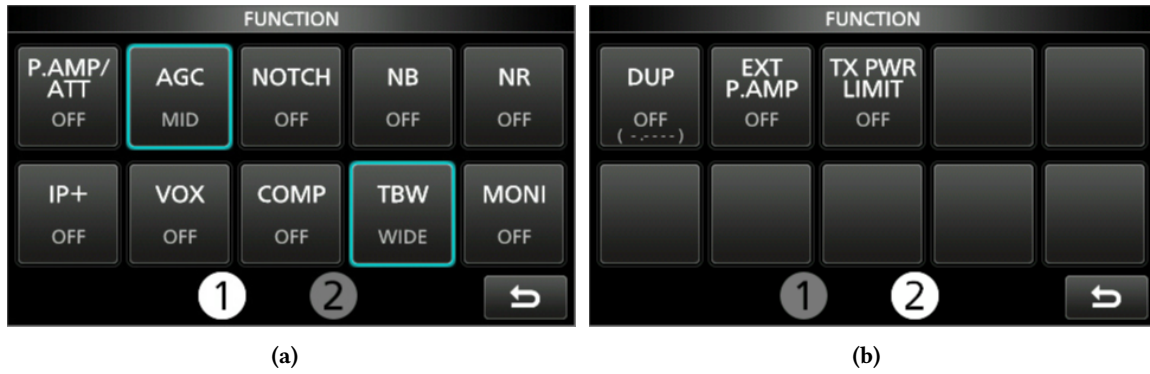 FUNCTION
P.AMP/
ATT
OFF
AGC
MID
NOTCH
OFF
NB
OFF
NR
OFF
IP+
OFF
VOX
OFF
COMP
OFF
TBW
WIDE
MONI
OFF
1 2
(a)
FUNCTION
DUP
OFF
( -.---- )
EXT
P.AMP
OFF
TX PWR
LIMIT
OFF
1 2
(b)